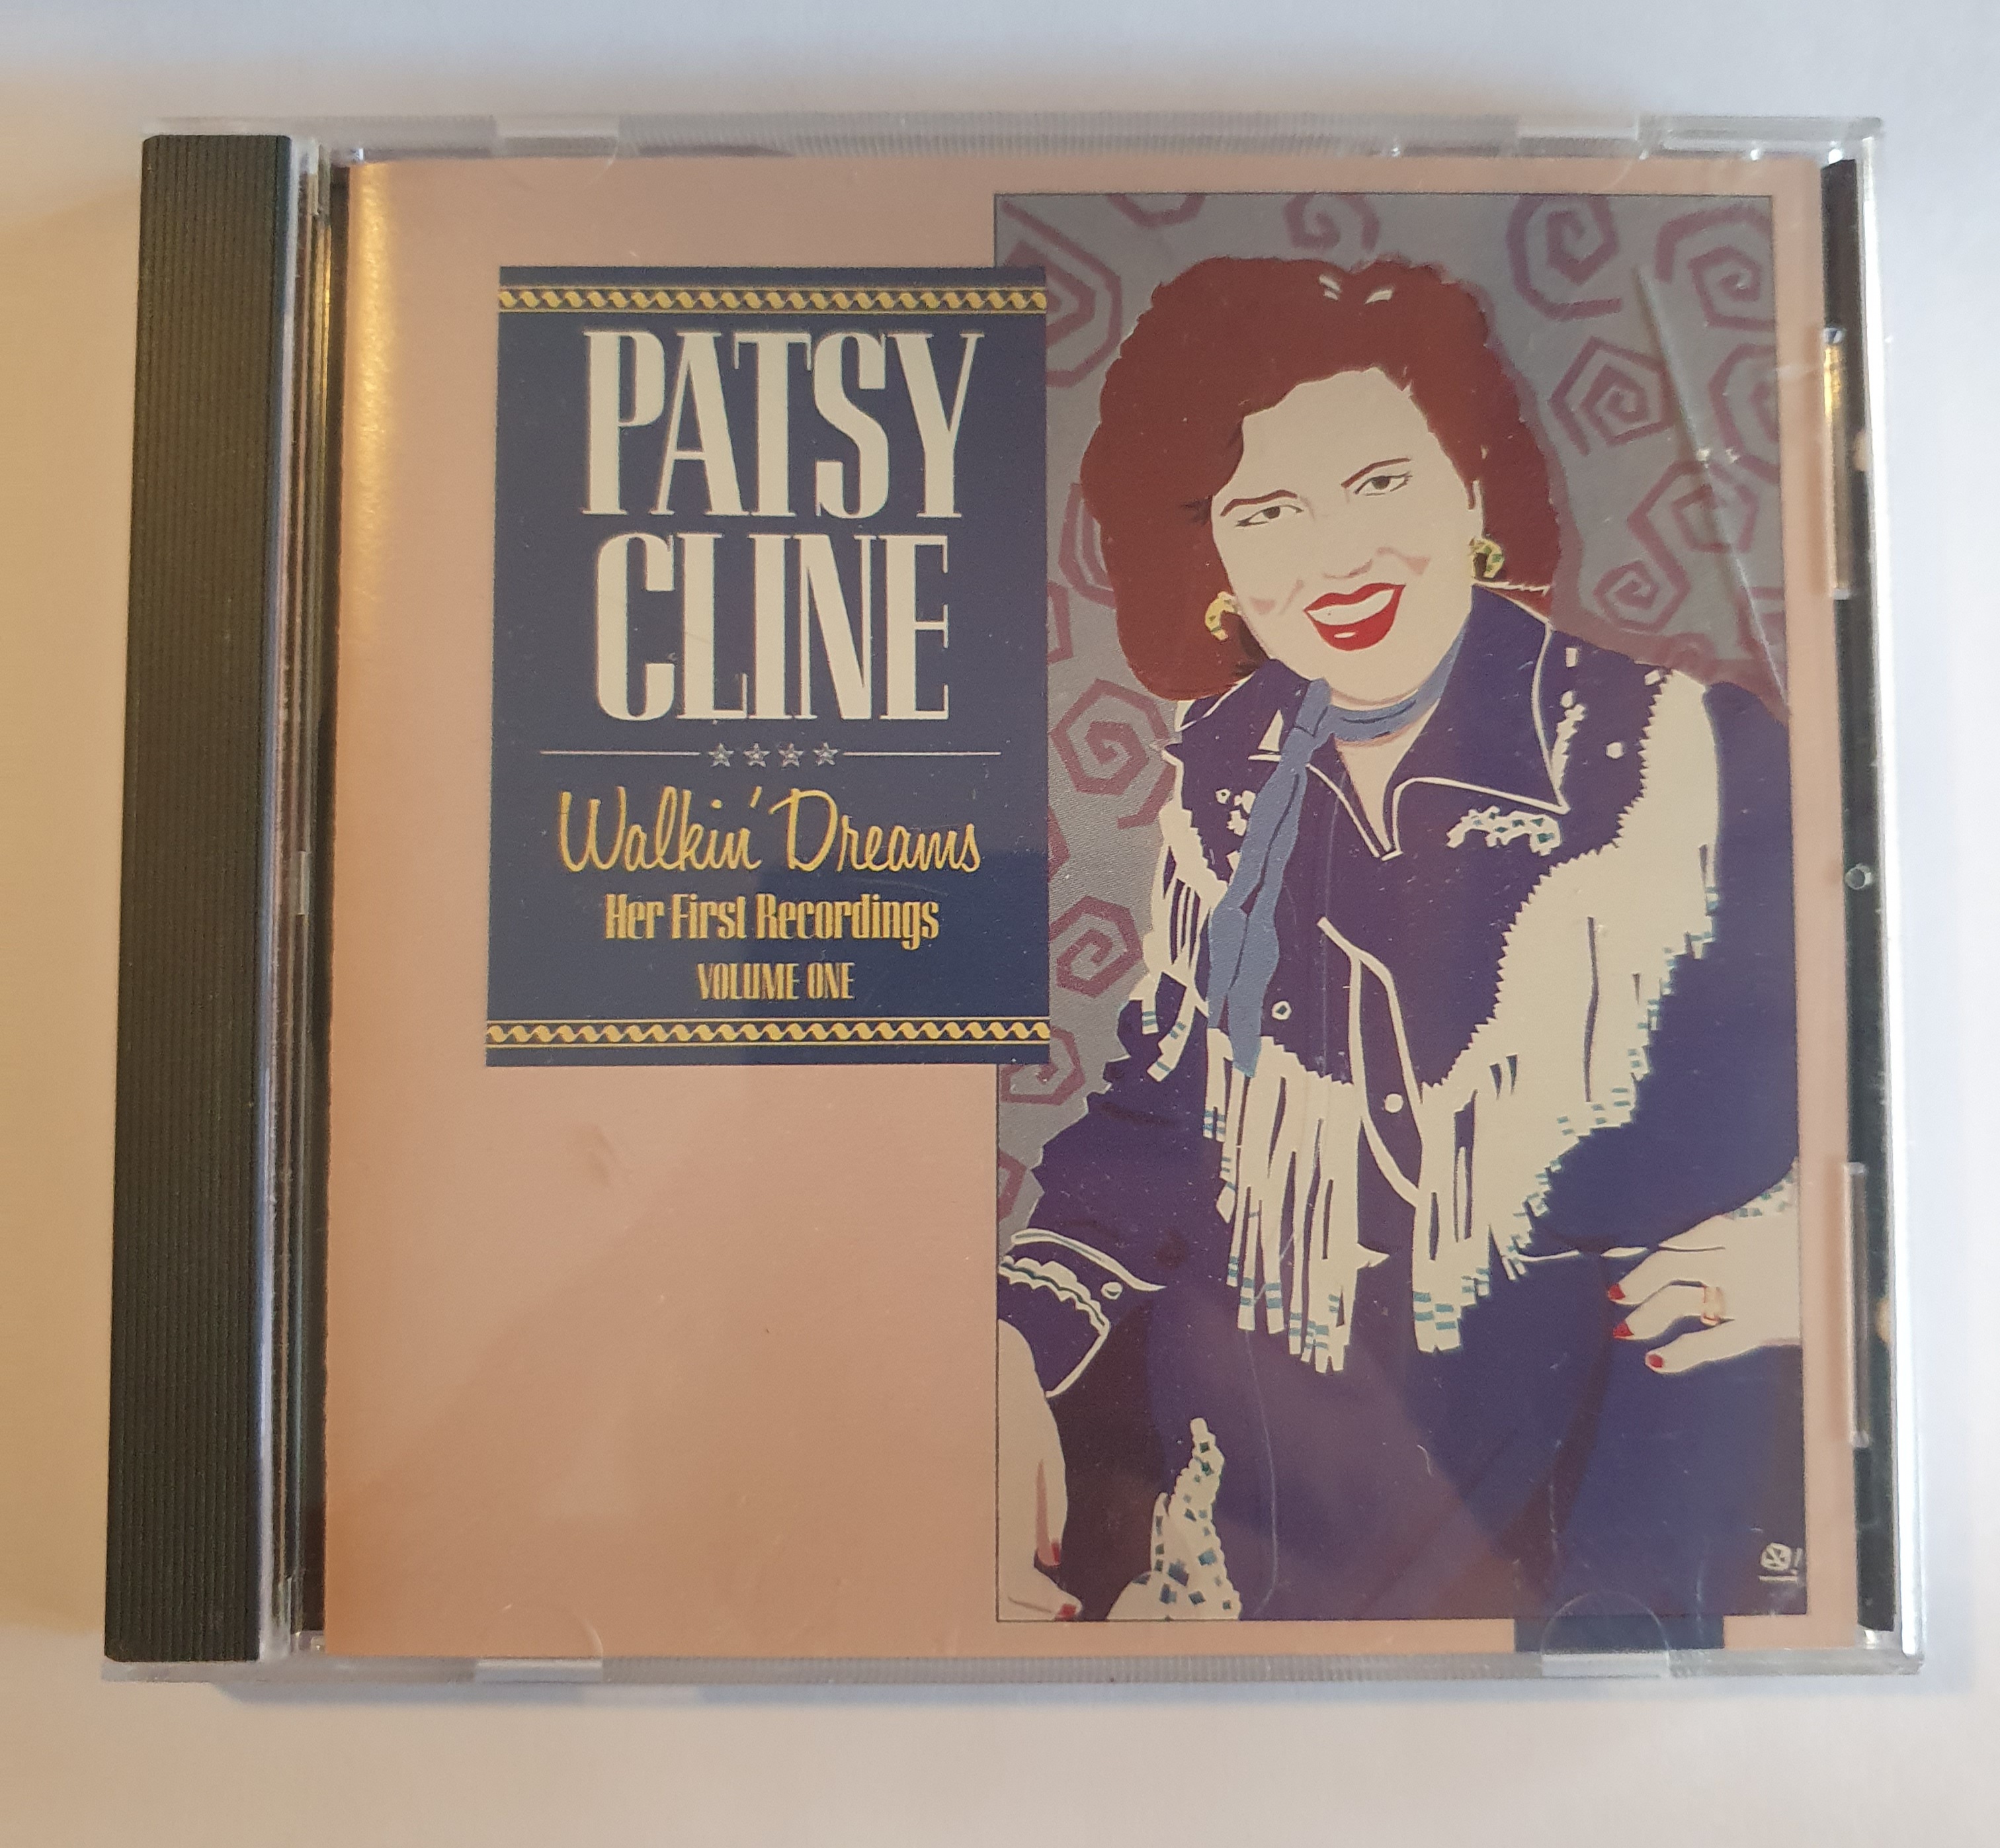 PATSY
CLINE
Walkin' Dreams
Her First Recordings
VOLUME ONE